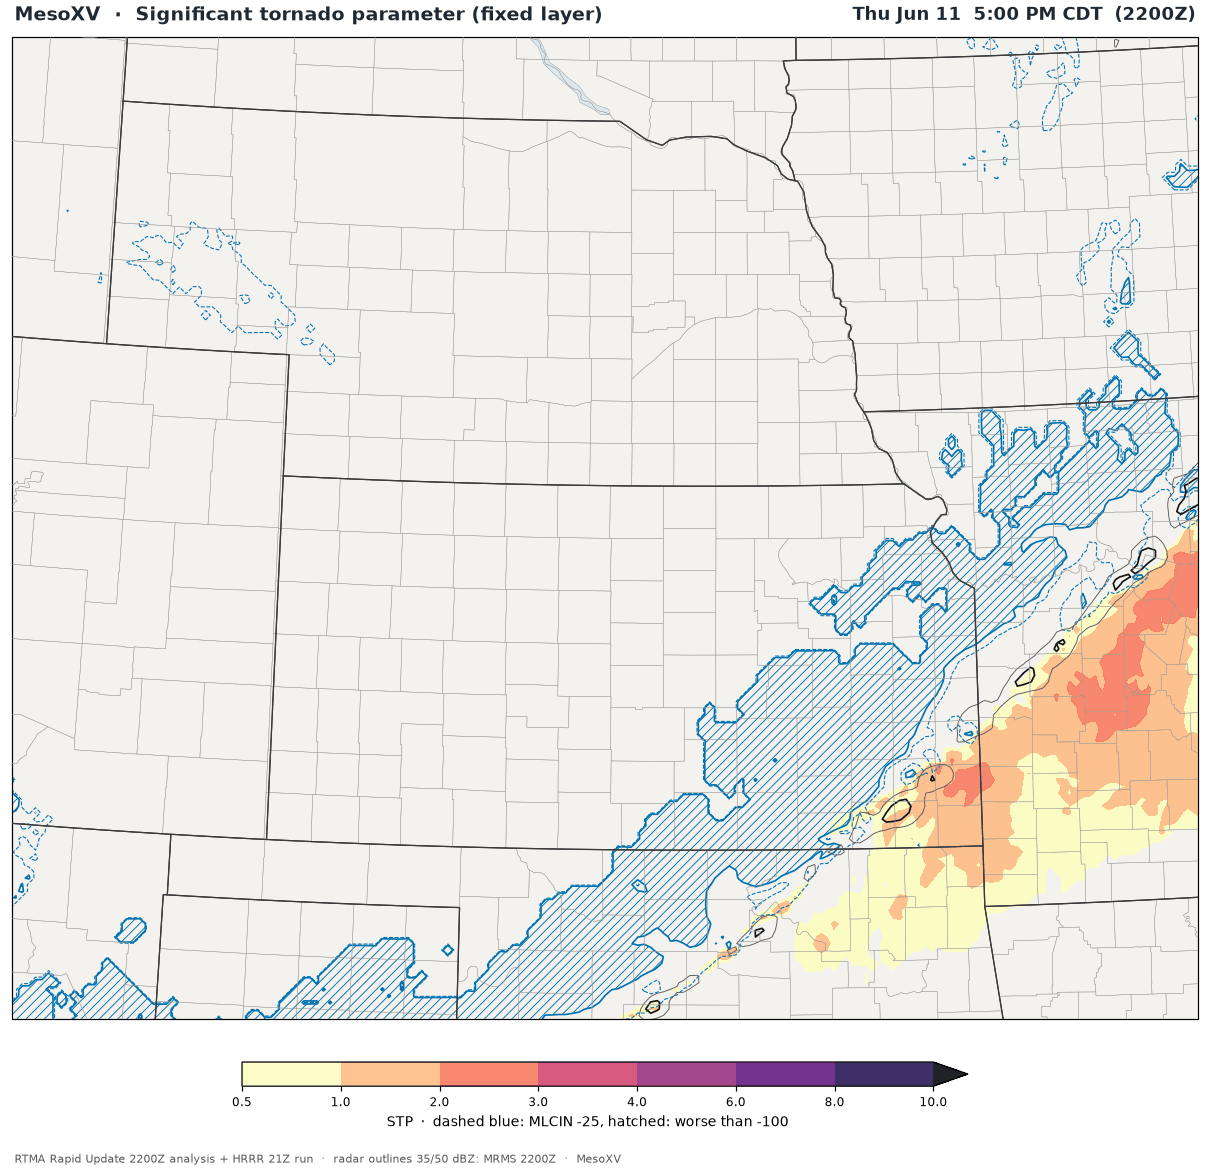 MesoXV · Significant tornado parameter (fixed layer)
Thu Jun 11 5:00 PM CDT (2200Z)
0.5 1.0 2.0 3.0 4.0 6.0 8.0 10.0
STP · dashed blue: MLCIN -25, hatched: worse than -100
RTMA Rapid Update 2200Z analysis + HRRR 21Z run · radar outlines 35/50 dBZ: MRMS 2200Z · MesoXV